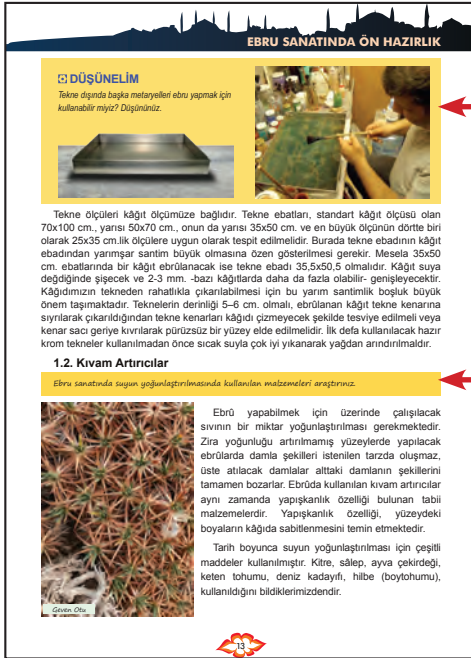 EBRU SANATINDA ÖN HAZIRLIK
DÜŞÜNELİM
Tekne dışında başka metaryelleri ebru yapmak için
kullanabilir miyiz? Düşününüz.
Tekne ölçüleri kâğıt ölçümüze bağlıdır. Tekne ebatları, standart kâğıt ölçüsü olan
70x100 cm., yarısı 50x70 cm., onun da yarısı 35x50 cm. ve en büyük ölçünün dörtte biri
olarak 25x35 cm.lik ölçülere uygun olarak tespit edilmelidir. Burada tekne ebadının kâğıt
ebadından yarımşar santim büyük olmasına özen gösterilmesi gerekir. Mesela 35x50
cm. ebatlarında bir kâğıt ebrûlanacak ise tekne ebadı 35,5x50,5 olmalıdır. Kâğıt suya
değdiğinde şişecek ve 2-3 mm. -bazı kâğıtlarda daha da fazla olabilir- genişleyecektir.
Kâğıdımızın tekneden rahatlıkla çıkarılabilmesi için bu yarım santimlik boşluk büyük
önem taşımaktadır. Teknelerin derinliği 5–6 cm. olmalı, ebrûlanan kâğıt tekne kenarına
sıyrılarak çıkarıldığından tekne kenarları kâğıdı çizmeyecek şekilde tesviye edilmeli veya
kenar sacı geriye kıvrılarak pürüzsüz bir yüzey elde edilmelidir. İlk defa kullanılacak hazır
krom tekneler kullanılmadan önce sıcak suyla çok iyi yıkanarak yağdan arındırılmaldır.
1.2. Kıvam Artırıcılar
Ebru sanatında suyun yoğunlaştırılmasında kullanılan malzemeleri araştırınız.
Ebrû yapabilmek için üzerinde çalışılacak
sıvının bir miktar yoğunlaştırılması gerekmektedir.
Zira yoğunluğu artırılmamış yüzeylerde yapılacak
ebrûlarda damla şekilleri istenilen tarzda oluşmaz,
üste atılacak damlalar alttaki damlanın şekillerini
tamamen bozarlar. Ebrûda kullanılan kıvam artırıcılar
aynı zamanda yapışkanlık özelliği bulunan tabii
malzemelerdir. Yapışkanlık özelliği, yüzeydeki
boyaların kâğıda sabitlenmesini temin etmektedir.
Tarih boyunca suyun yoğunlaştırılması için çeşitli
maddeler kullanılmıştır. Kitre, sâlep, ayva çekirdeği,
keten tohumu, deniz kadayıfı, hilbe (boytohumu),
kullanıldığını bildiklerimizdendir.
Geven Otu
13